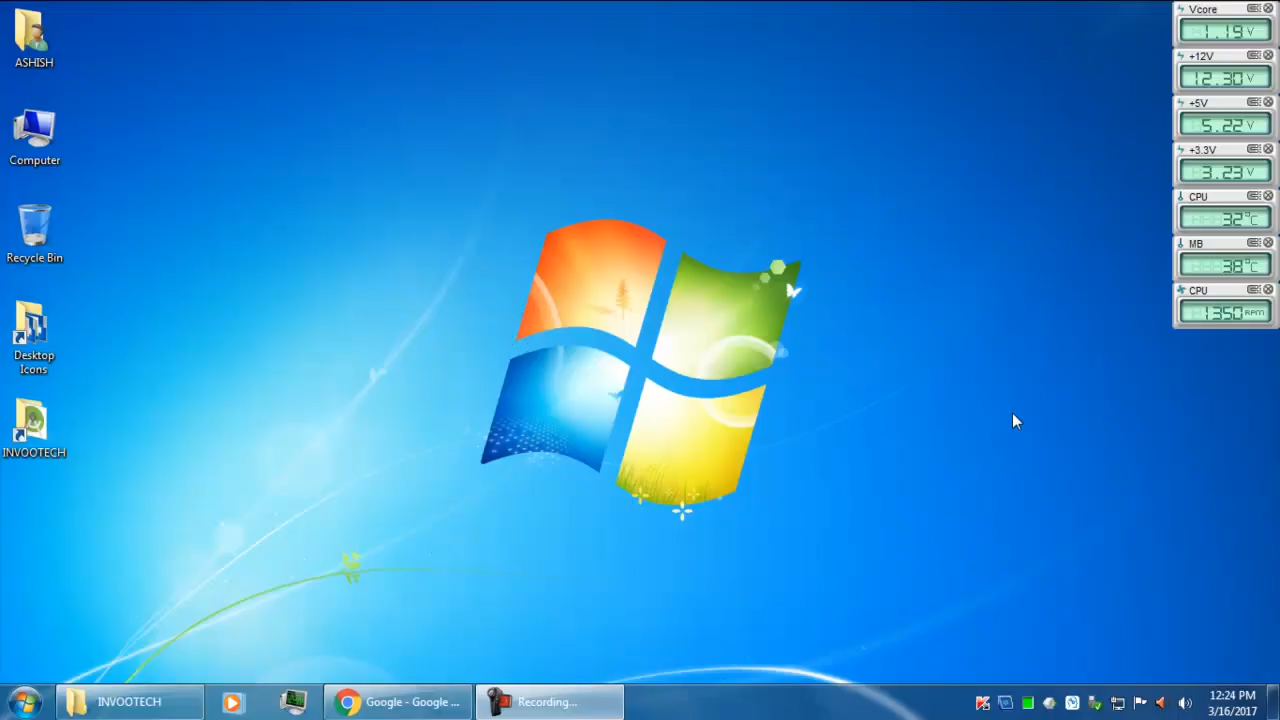 ASHISH
Computer
Recycle Bin
Desktop
Icons
INVOOTECH
Vcore
1.19 V
+12V
12.30 V
+5V
5.22 V
+3.3V
3.23 V
CPU
32°C
MB
38°C
CPU
1350 RPM
INVOOTECH
Google - Google ...
Recording...
12:24 PM
3/16/2017